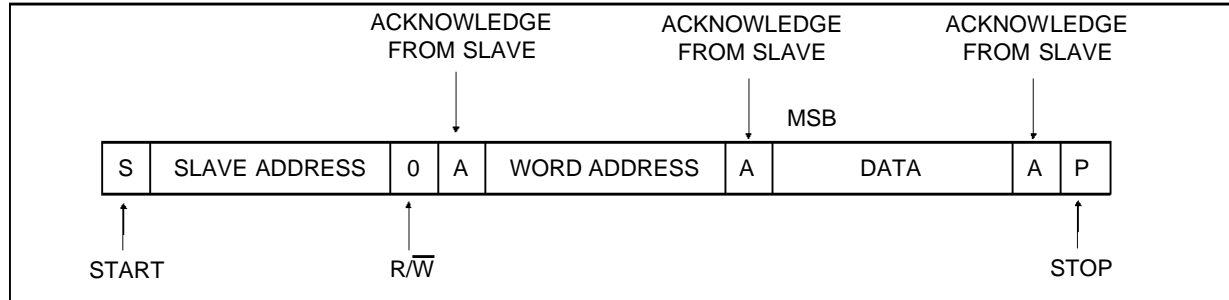 ACKNOWLEDGE
FROM SLAVE
ACKNOWLEDGE
FROM SLAVE
ACKNOWLEDGE
FROM SLAVE
MSB
S SLAVE ADDRESS 0 A WORD ADDRESS A DATA A P
START
R/W̅
STOP